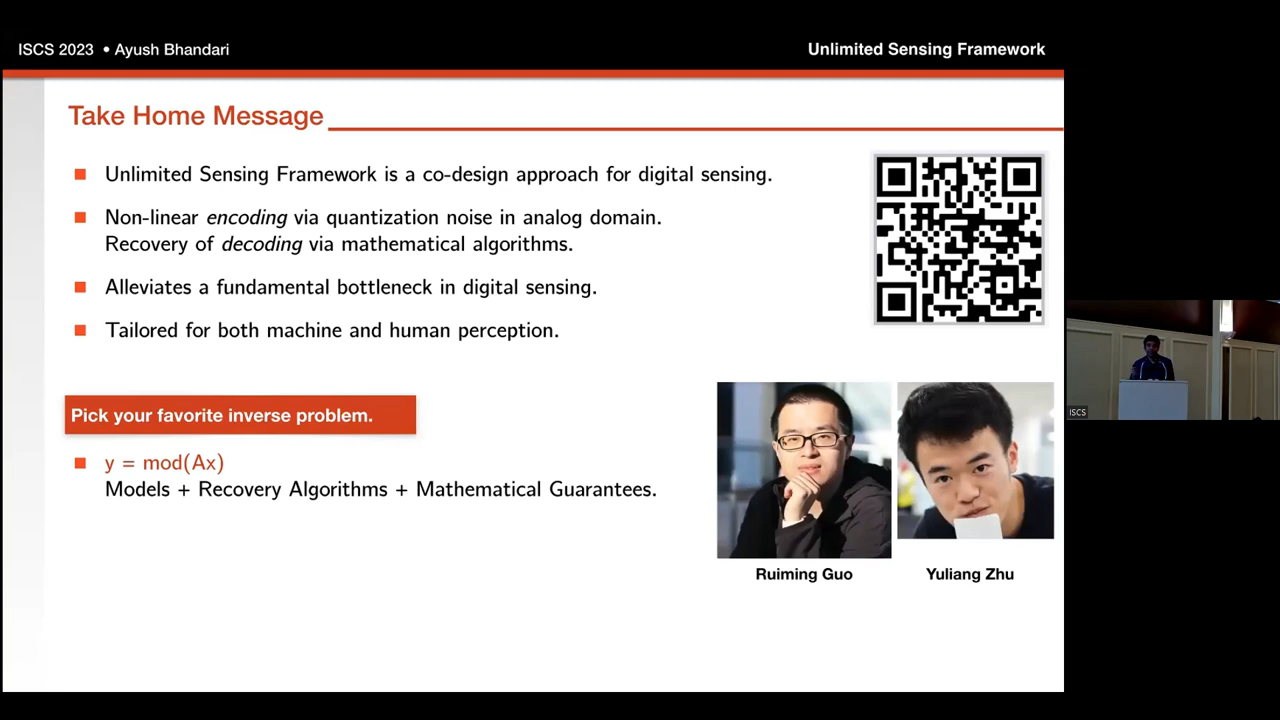 ISCS 2023 • Ayush Bhandari
Unlimited Sensing Framework
Take Home Message
Unlimited Sensing Framework is a co-design approach for digital sensing.
Non-linear encoding via quantization noise in analog domain.
Recovery of decoding via mathematical algorithms.
Alleviates a fundamental bottleneck in digital sensing.
Tailored for both machine and human perception.
Pick your favorite inverse problem.
y = mod(Ax)
Models + Recovery Algorithms + Mathematical Guarantees.
Ruiming Guo
Yuliang Zhu
ISCS